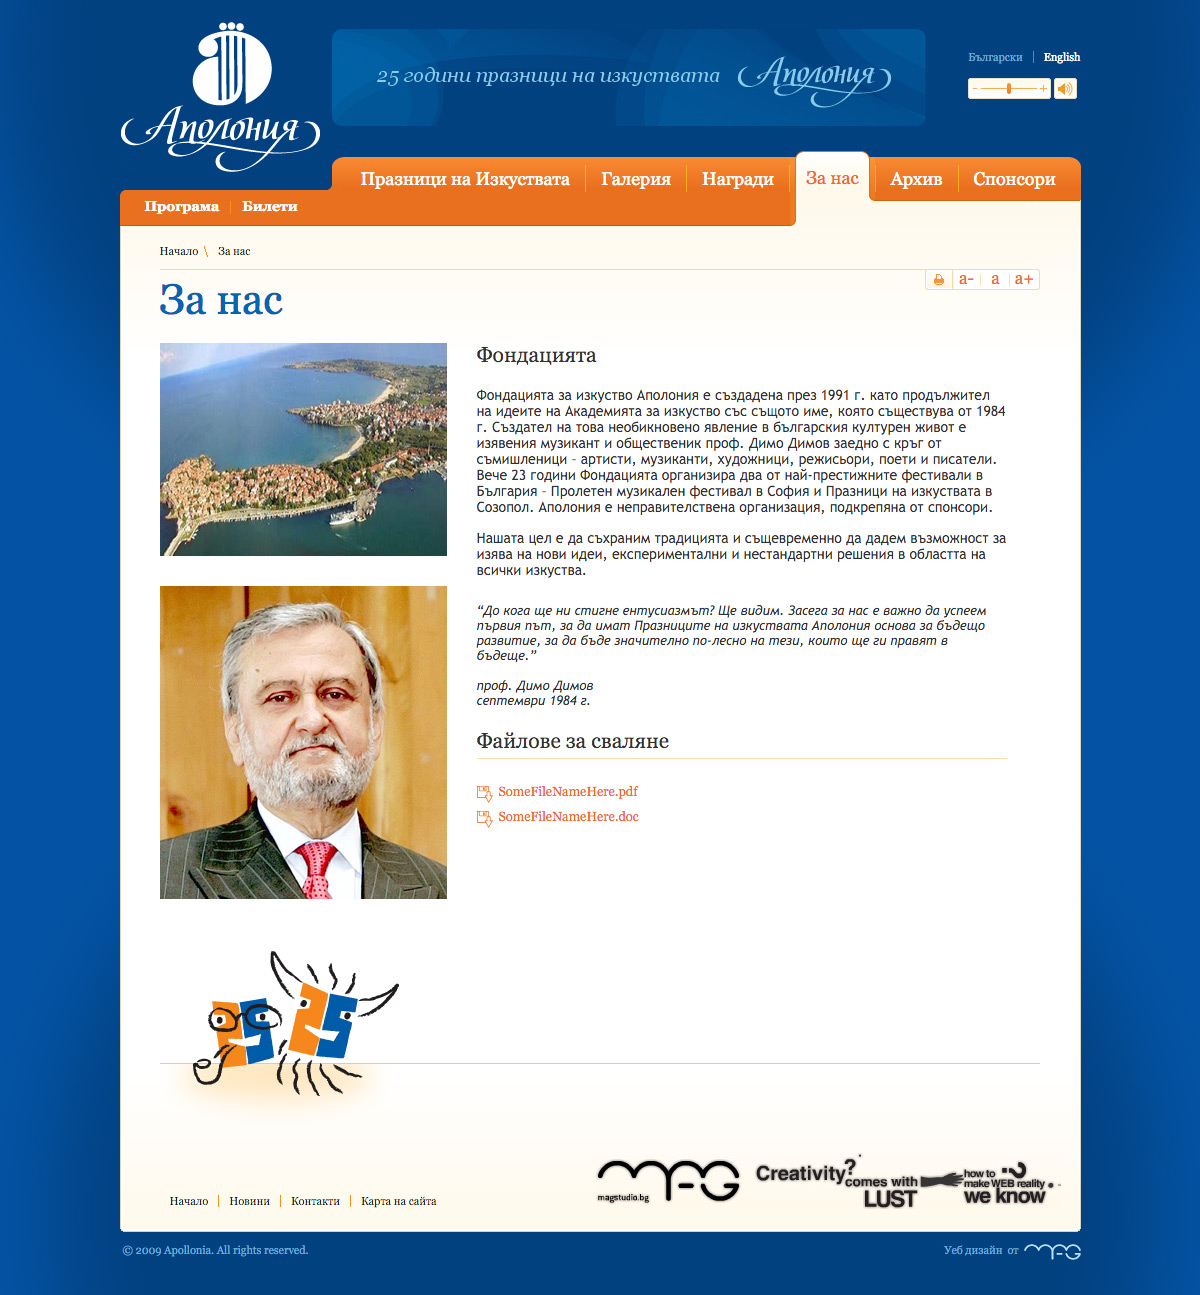 Аполония
25 години празници на изкуствата Аполония
Български English
Празници на Изкуствата Галерия Награди За нас Архив Спонсори
Програма Билети
Начало \ За нас
a- a a+
За нас
Фондацията
Фондацията за изкуство Аполония е създадена през 1991 г. като продължител
на идеите на Академията за изкуство със същото име, която съществува от 1984
г. Създател на това необикновено явление в българския културен живот е
изявения музикант и общественик проф. Димо Димов заедно с кръг от
съмишленици – артисти, музиканти, художници, режисьори, поети и писатели.
Вече 23 години Фондацията организира два от най-престижните фестивали в
България – Пролетен музикален фестивал в София и Празници на изкуствата в
Созопол. Аполония е неправителствена организация, подкрепяна от спонсори.
Нашата цел е да съхраним традицията и същевременно да дадем възможност за
изява на нови идеи, експериментални и нестандартни решения в областта на
всички изкуства.
“До кога ще ни стигне ентусиазмът? Ще видим. Засега за нас е важно да успеем
първия път, за да имат Празниците на изкуствата Аполония основа за бъдещо
развитие, за да бъде значително по-лесно на тези, които ще ги правят в
бъдеще.”
проф. Димо Димов
септември 1984 г.
Файлове за сваляне
SomeFileNameHere.pdf
SomeFileNameHere.doc
25 25
magstudio.bg
Creativity?
comes with
LUST
how to
make WEB reality
we know
Начало Новини Контакти Карта на сайта
© 2009 Apollonia. All rights reserved.
Уеб дизайн от